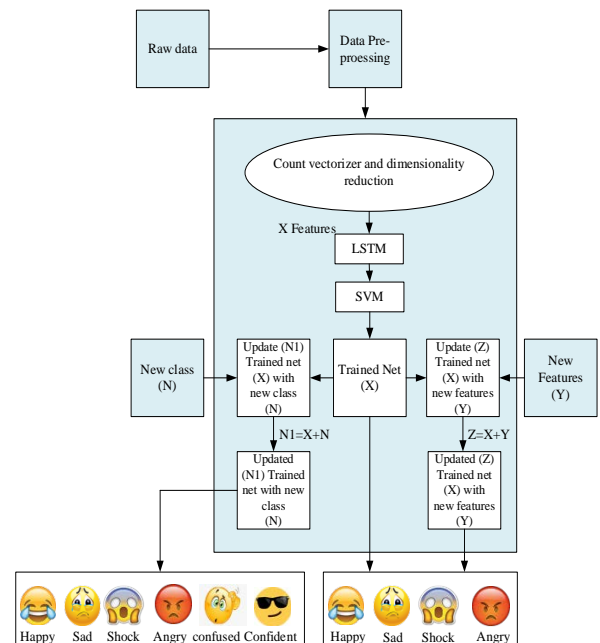 Raw data
Data Pre-
proessing
Count vectorizer and dimensionality
reduction
X Features
LSTM
SVM
New class
(N)
Update (N1)
Trained net
(X) with
new class
(N)
Trained Net
(X)
Update (Z)
Trained net
(X) with
new features
(Y)
New
Features
(Y)
N1=X+N
Z=X+Y
Updated
(N1) Trained
net with new
class
(N)
Updated (Z)
Trained net
(X) with
new features
(Y)
Happy Sad Shock Angry confused Confident
Happy Sad Shock Angry